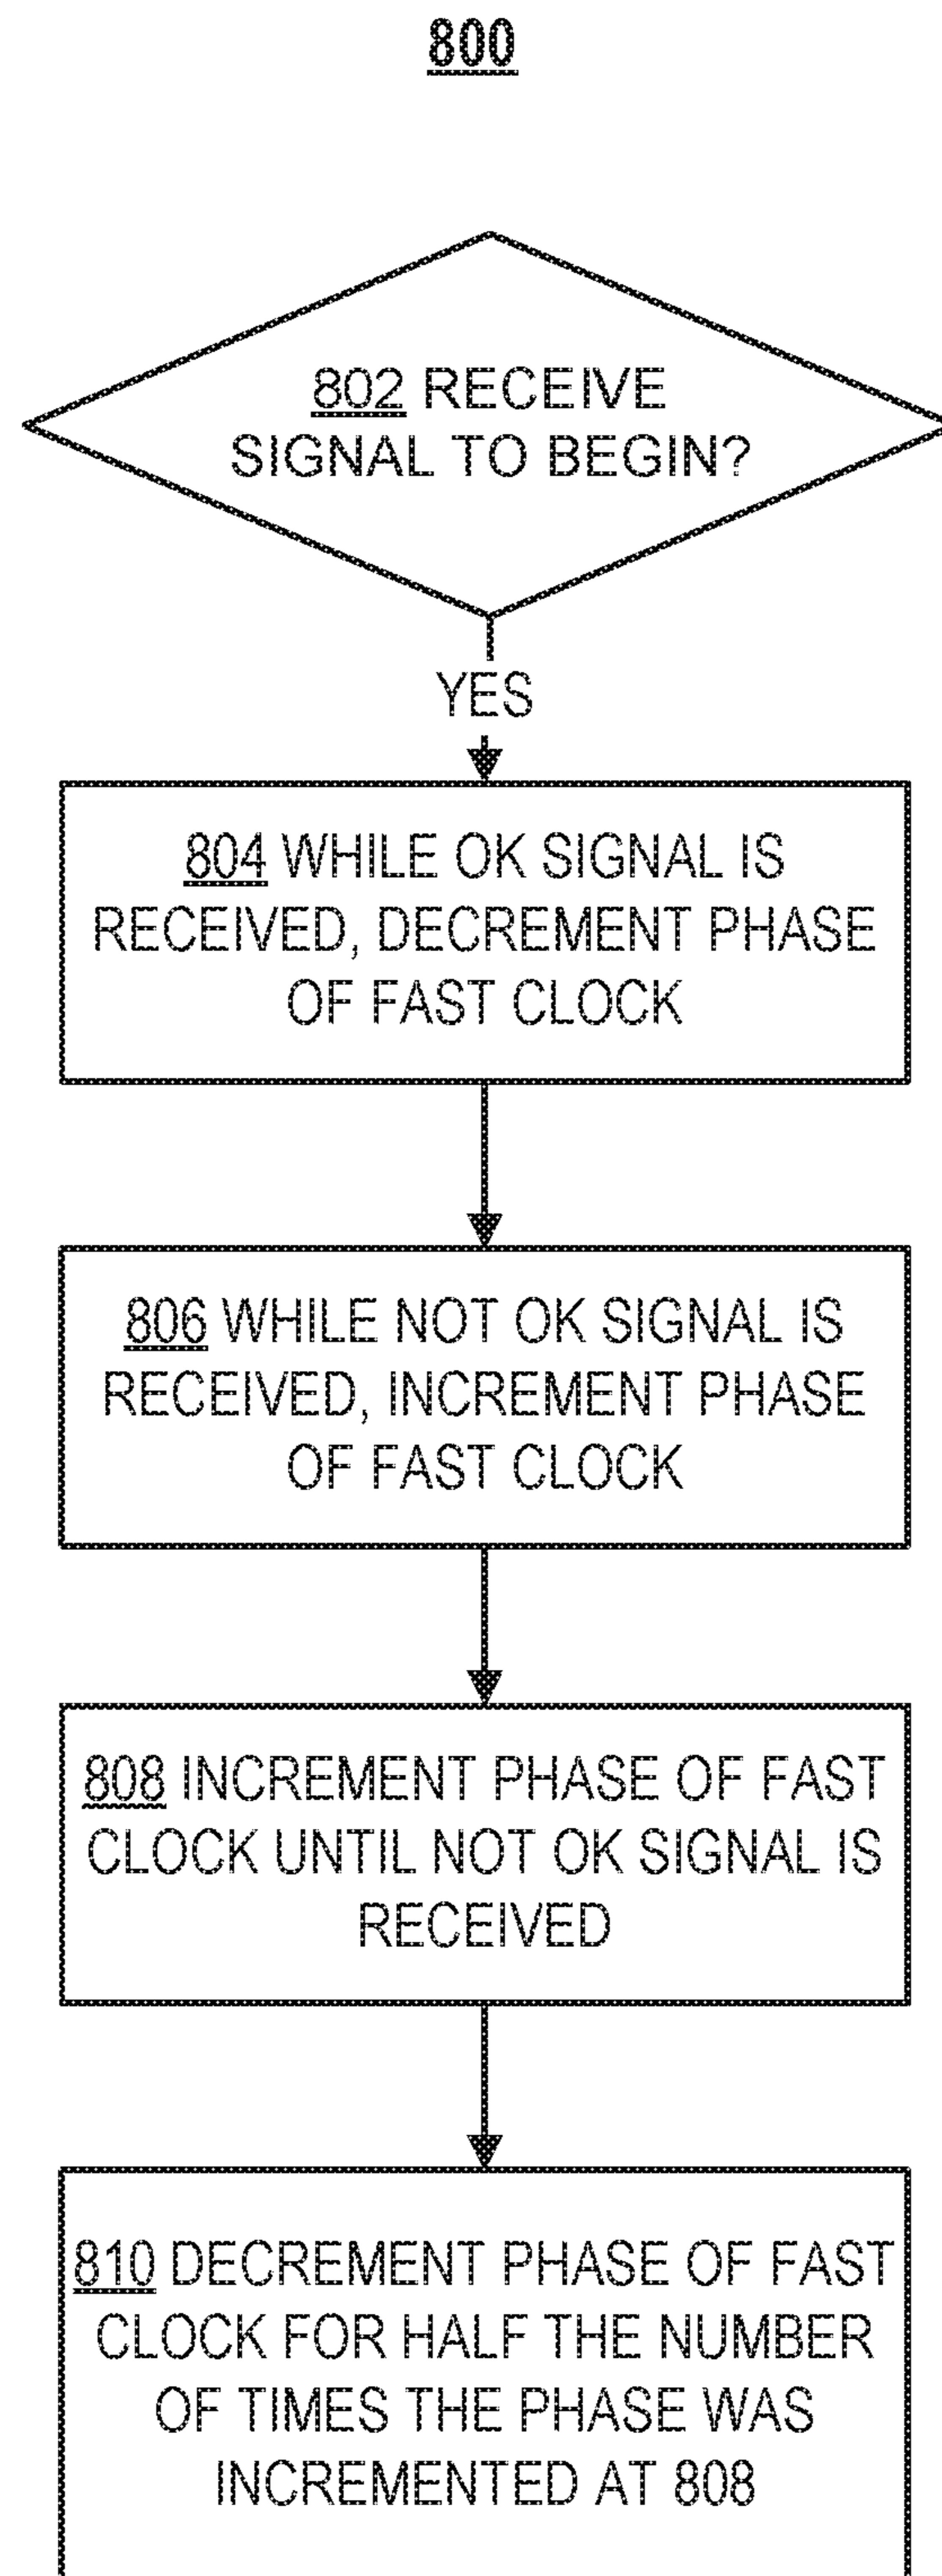 800
802 RECEIVE
SIGNAL TO BEGIN?
YES
804 WHILE OK SIGNAL IS
RECEIVED, DECREMENT PHASE
OF FAST CLOCK
806 WHILE NOT OK SIGNAL IS
RECEIVED, INCREMENT PHASE
OF FAST CLOCK
808 INCREMENT PHASE OF FAST
CLOCK UNTIL NOT OK SIGNAL IS
RECEIVED
810 DECREMENT PHASE OF FAST
CLOCK FOR HALF THE NUMBER
OF TIMES THE PHASE WAS
INCREMENTED AT 808